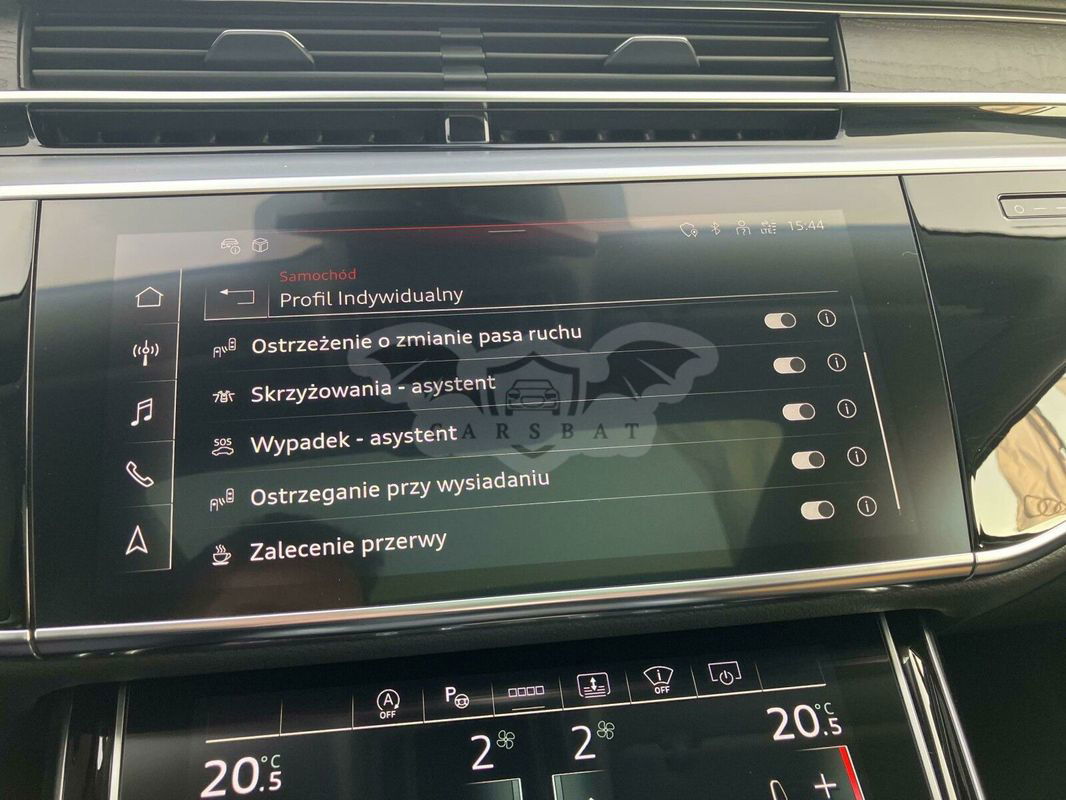 15:44
LTE
Samochód
Profil Indywidualny
Ostrzeżenie o zmianie pasa ruchu
Skrzyżowania - asystent
SOS
Wypadek - asystent
Ostrzeganie przy wysiadaniu
Zalecenie przerwy
CARSBAT
A
OFF
P
OFF
20.5 °C
2
2
20.5 °C
+